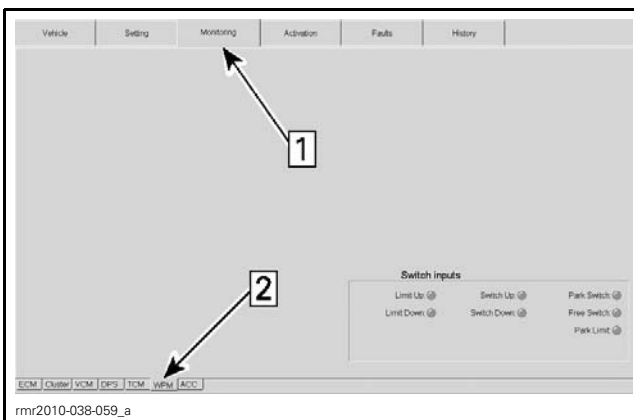 Vehicle Setting Monitoring Activation Faults History
1
2
Switch inputs
Limit Up: Switch Up: Park Switch:
Limit Down: Switch Down: Free Switch:
Park Limit:
ECM Cluster VCM DPS TCM WPM ACC
rmr2010-038-059_a